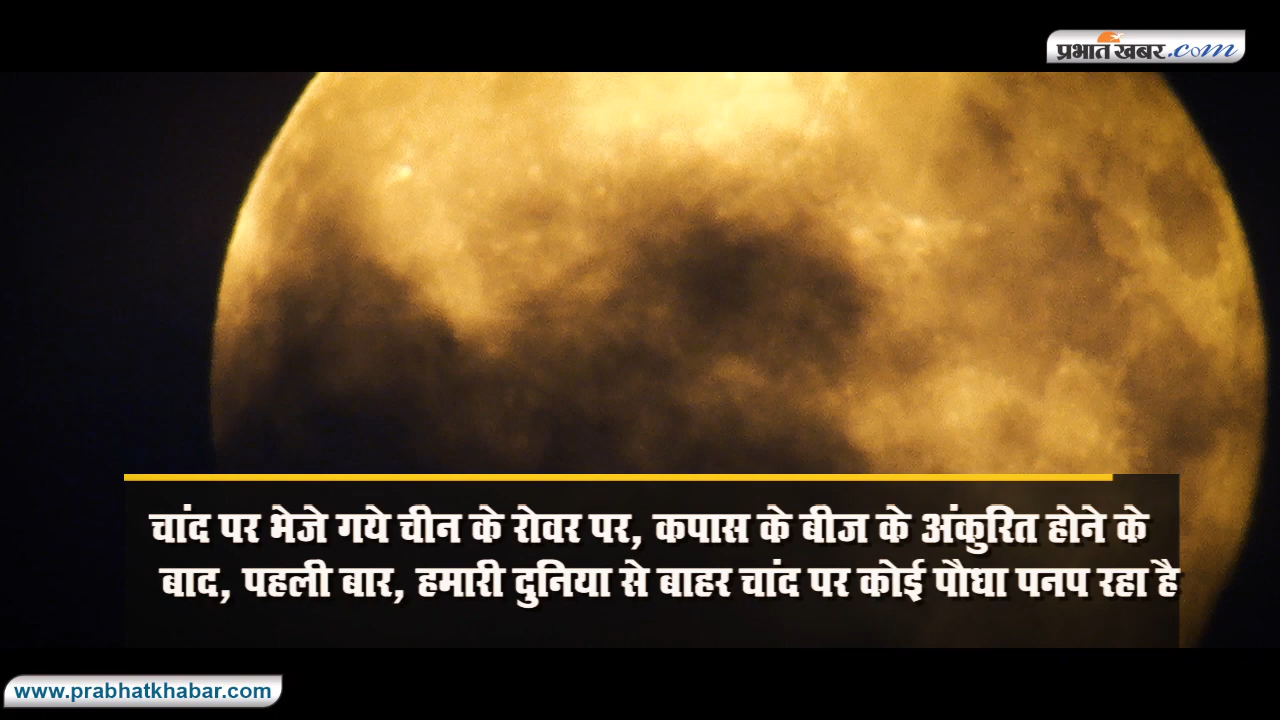 प्रभात खबर.com
चांद पर भेजे गये चीन के रोवर पर, कपास के बीज के अंकुरित होने के
बाद, पहली बार, हमारी दुनिया से बाहर चांद पर कोई पौधा पनप रहा है
www.prabhatkhabar.com